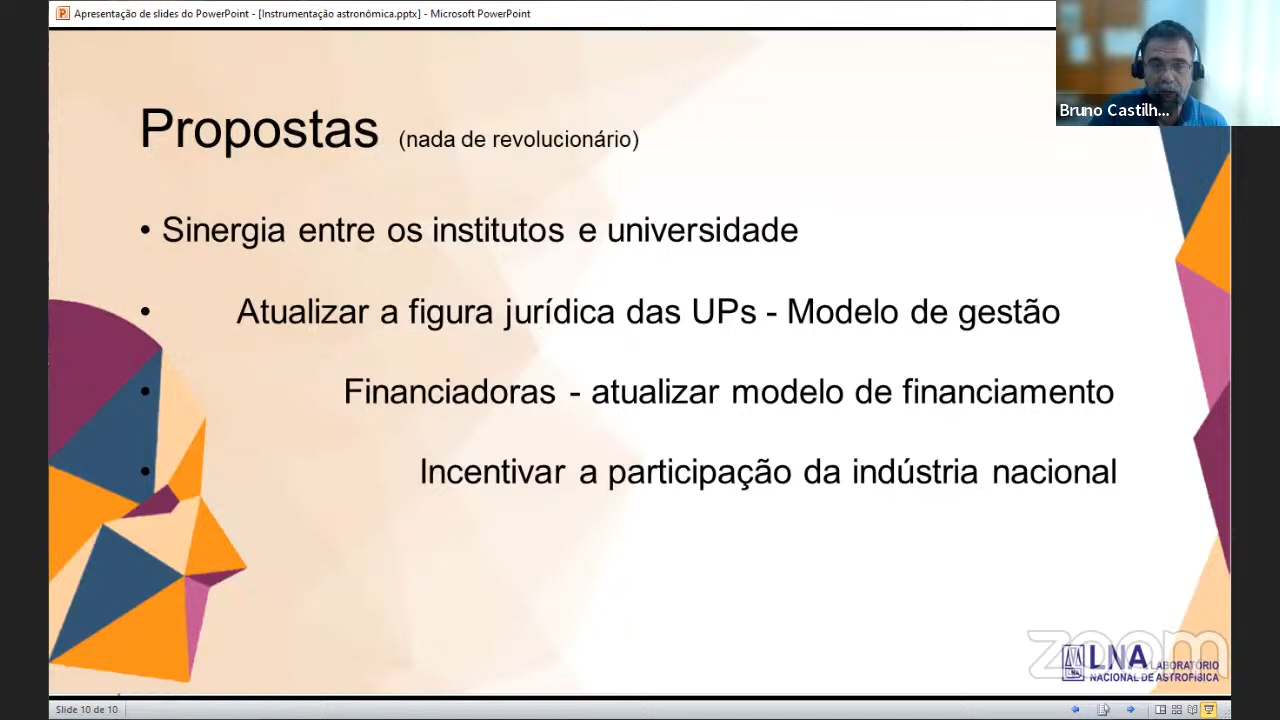 Apresentação de slides do PowerPoint - [Instrumentação astronômica.pptx] - Microsoft PowerPoint
Bruno Castilh...
Propostas (nada de revolucionário)
• Sinergia entre os institutos e universidade
• Atualizar a figura jurídica das UPs - Modelo de gestão
• Financiadoras - atualizar modelo de financiamento
• Incentivar a participação da indústria nacional
zoom
LNA LABORATÓRIO
NACIONAL DE ASTROFÍSICA
Slide 10 de 10